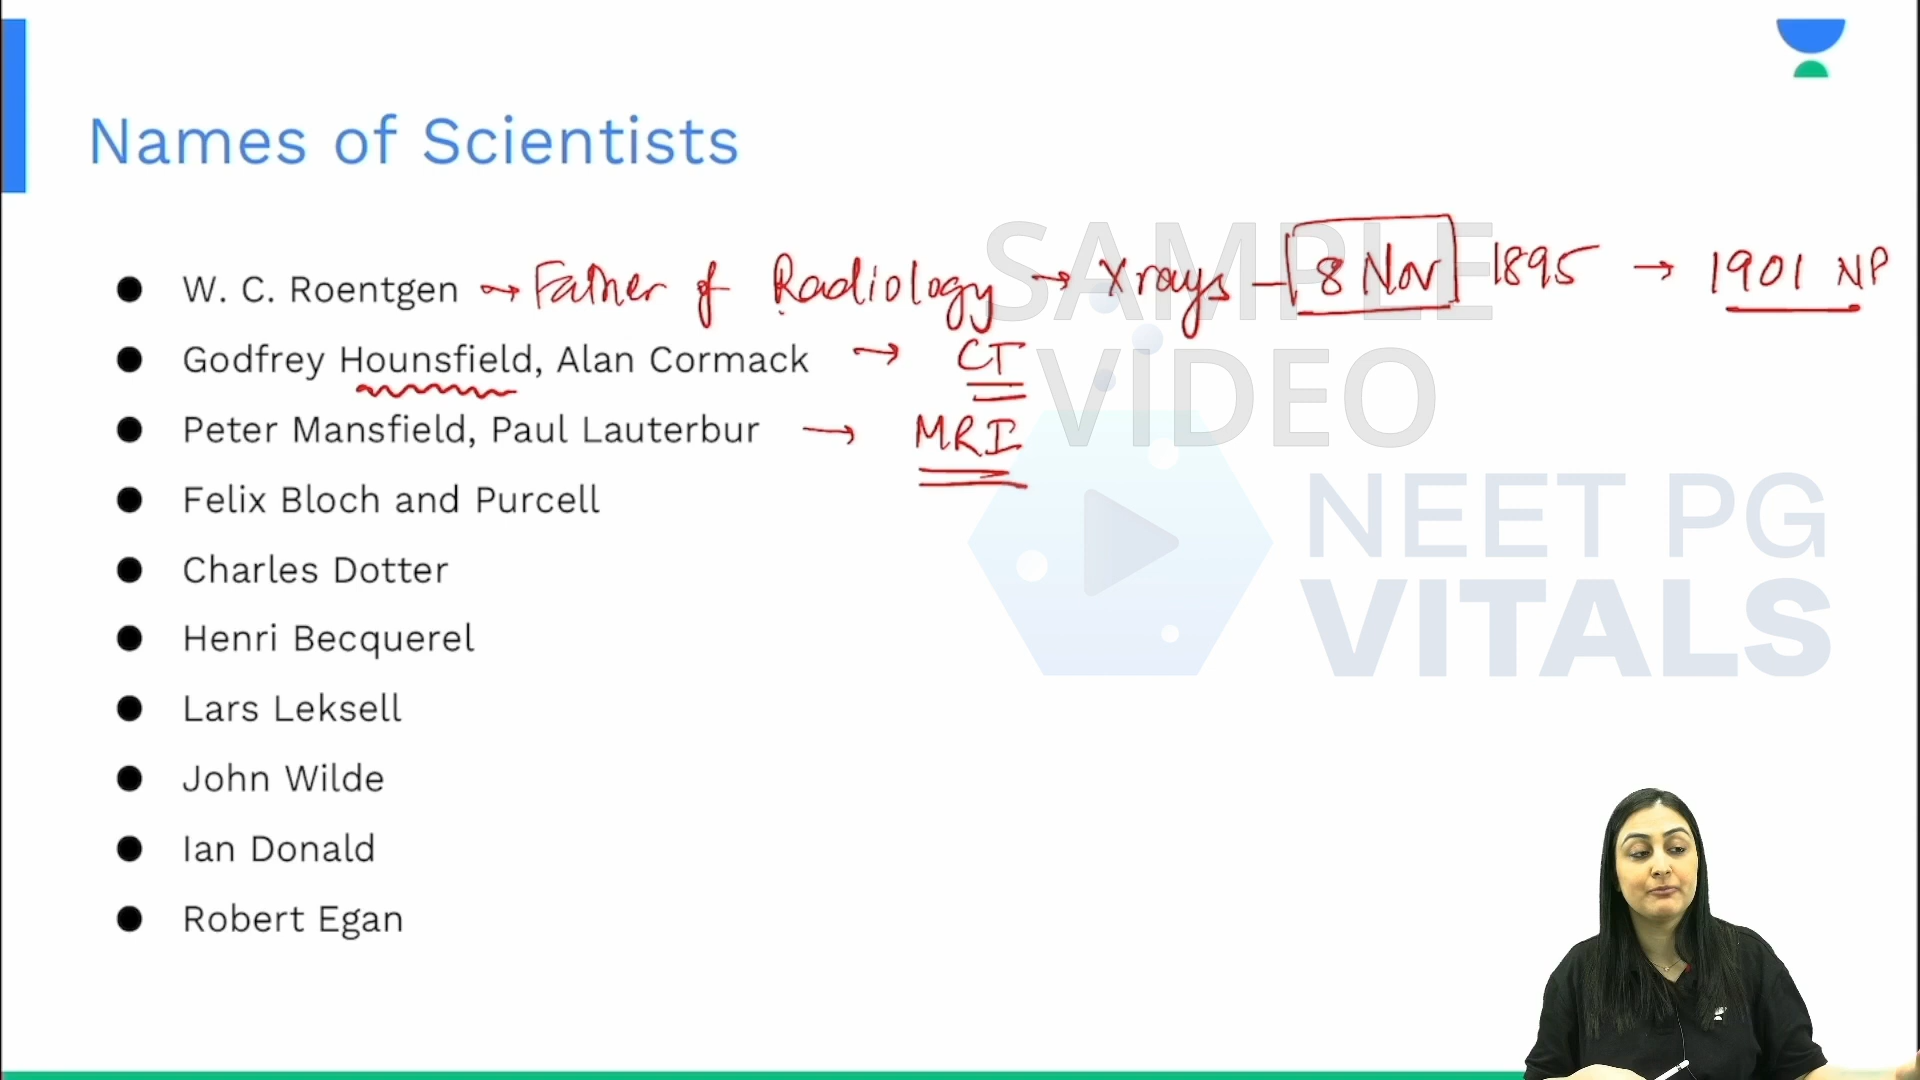 Names of Scientists
SAMPLE
VIDEO
NEET PG
VITALS
● W. C. Roentgen → Father of Radiology → X rays – 8 Nov 1895 → 1901 NP
● Godfrey Hounsfield, Alan Cormack → CT
● Peter Mansfield, Paul Lauterbur → MRI
● Felix Bloch and Purcell
● Charles Dotter
● Henri Becquerel
● Lars Leksell
● John Wilde
● Ian Donald
● Robert Egan